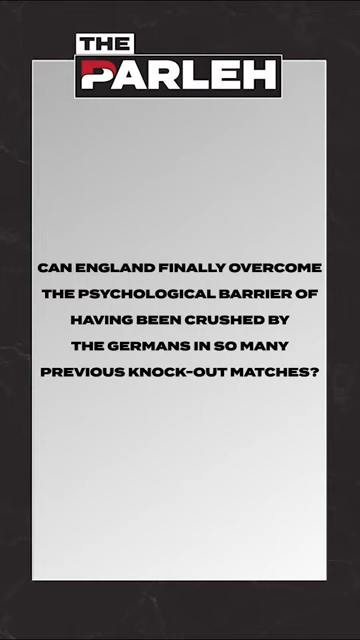 THE
PARLEH
CAN ENGLAND FINALLY OVERCOME
THE PSYCHOLOGICAL BARRIER OF
HAVING BEEN CRUSHED BY
THE GERMANS IN SO MANY
PREVIOUS KNOCK-OUT MATCHES?